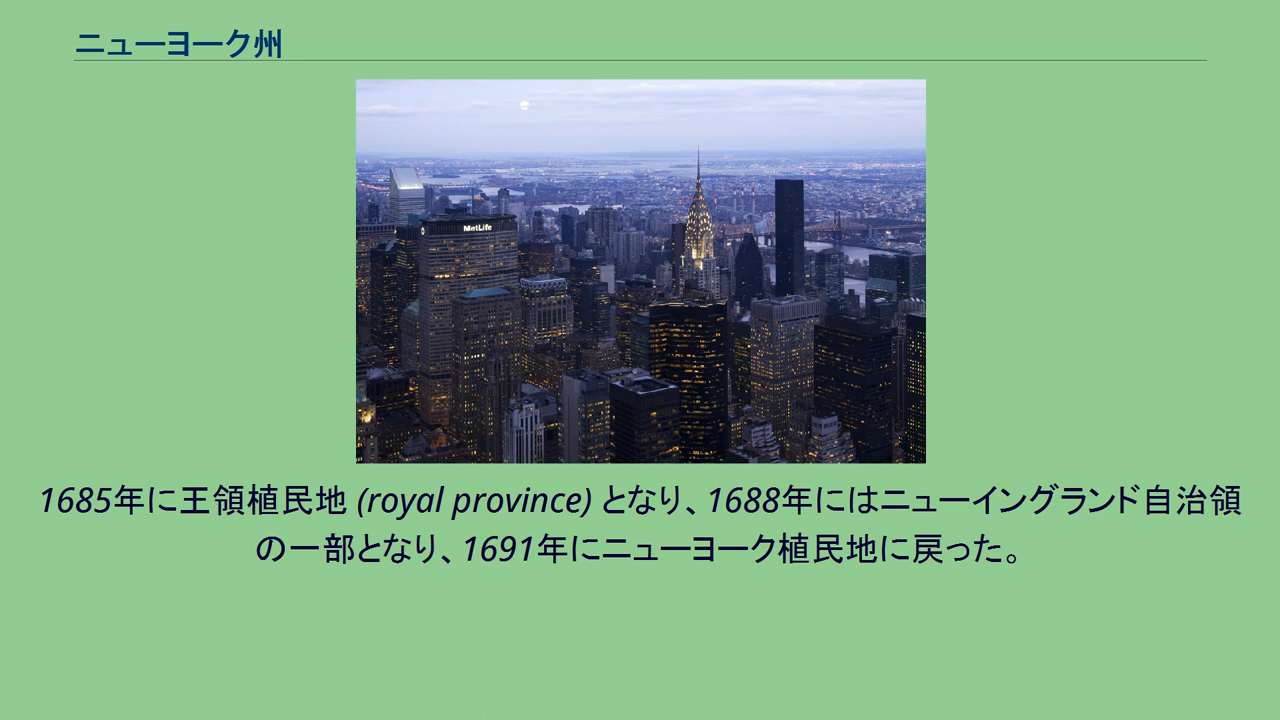 ニューヨーク州
MetLife
1685年に王領植民地 (royal province) となり、1688年にはニューイングランド自治領
の一部となり、1691年にニューヨーク植民地に戻った。